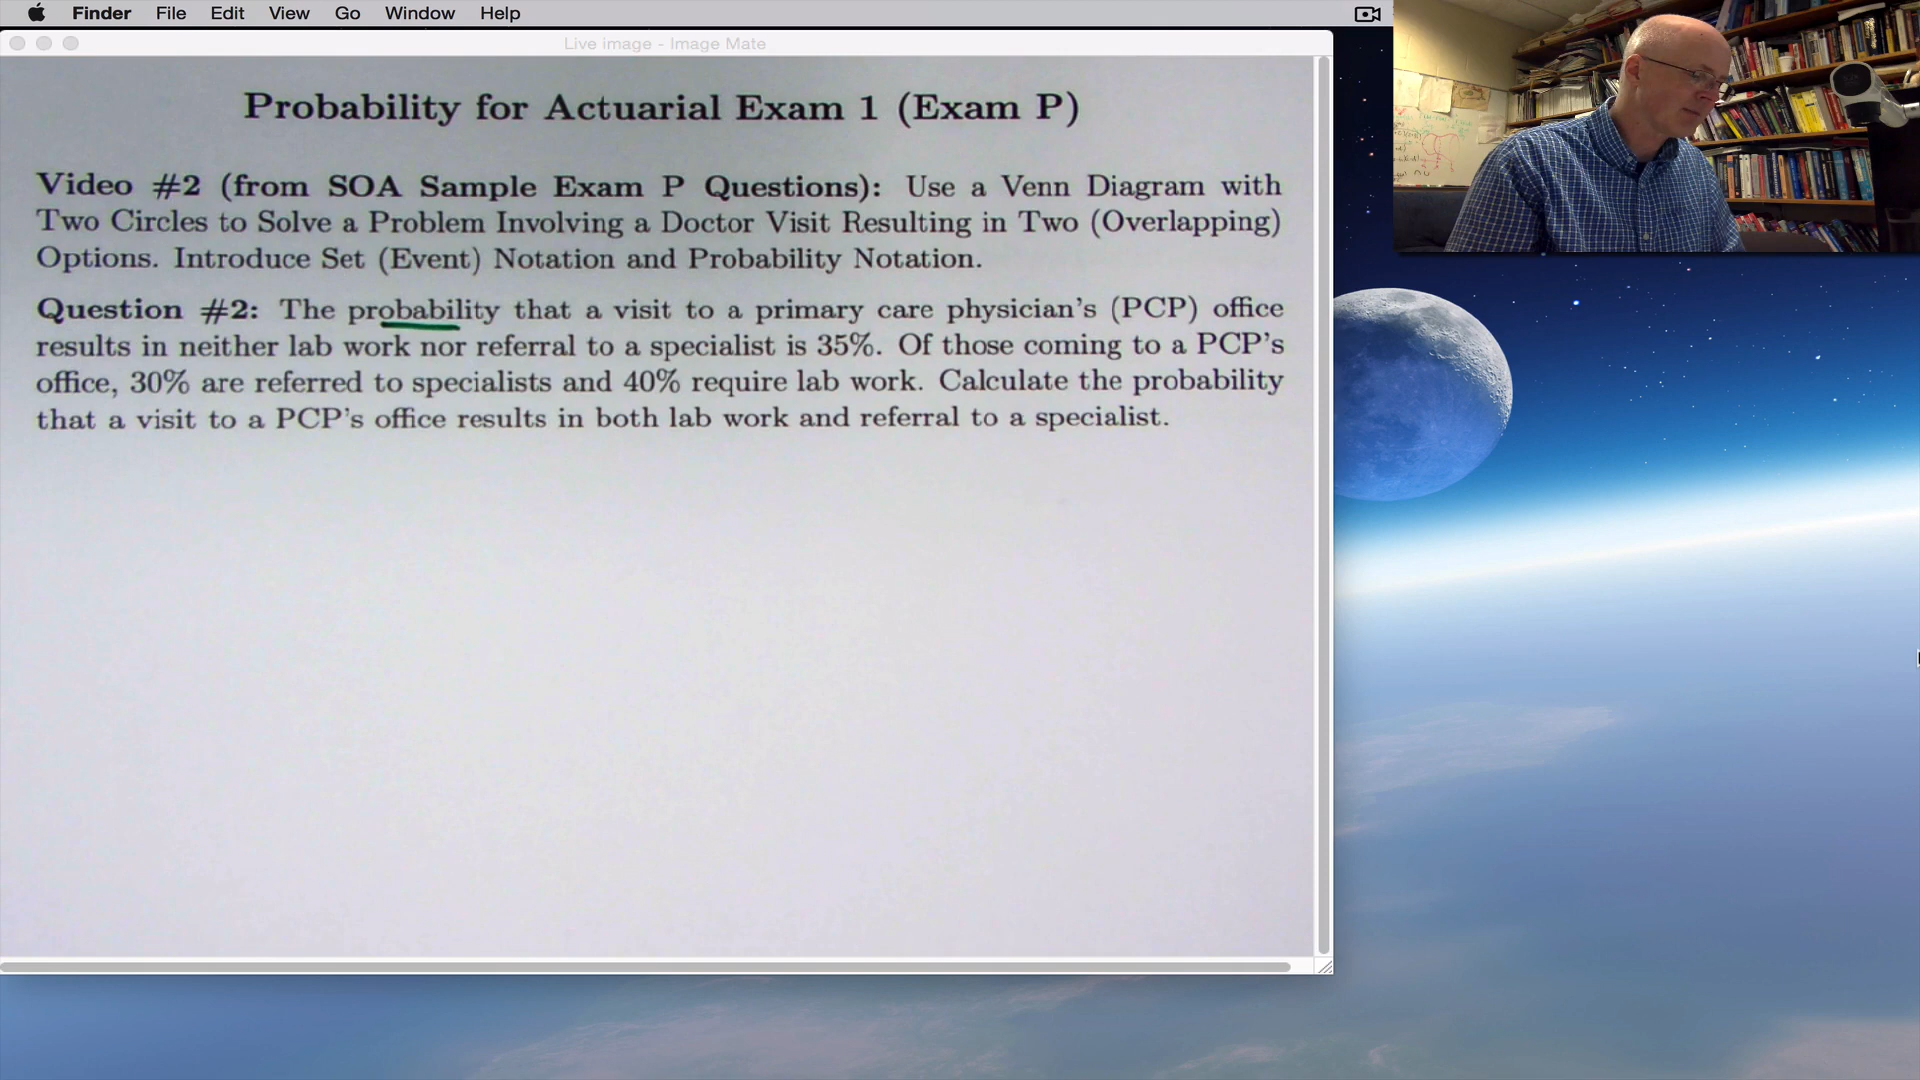 Finder File Edit View Go Window Help
Live image - Image Mate
Probability for Actuarial Exam 1 (Exam P)
Video #2 (from SOA Sample Exam P Questions): Use a Venn Diagram with
Two Circles to Solve a Problem Involving a Doctor Visit Resulting in Two (Overlapping)
Options. Introduce Set (Event) Notation and Probability Notation.
Question #2: The probability that a visit to a primary care physician's (PCP) office
results in neither lab work nor referral to a specialist is 35%. Of those coming to a PCP's
office, 30% are referred to specialists and 40% require lab work. Calculate the probability
that a visit to a PCP's office results in both lab work and referral to a specialist.